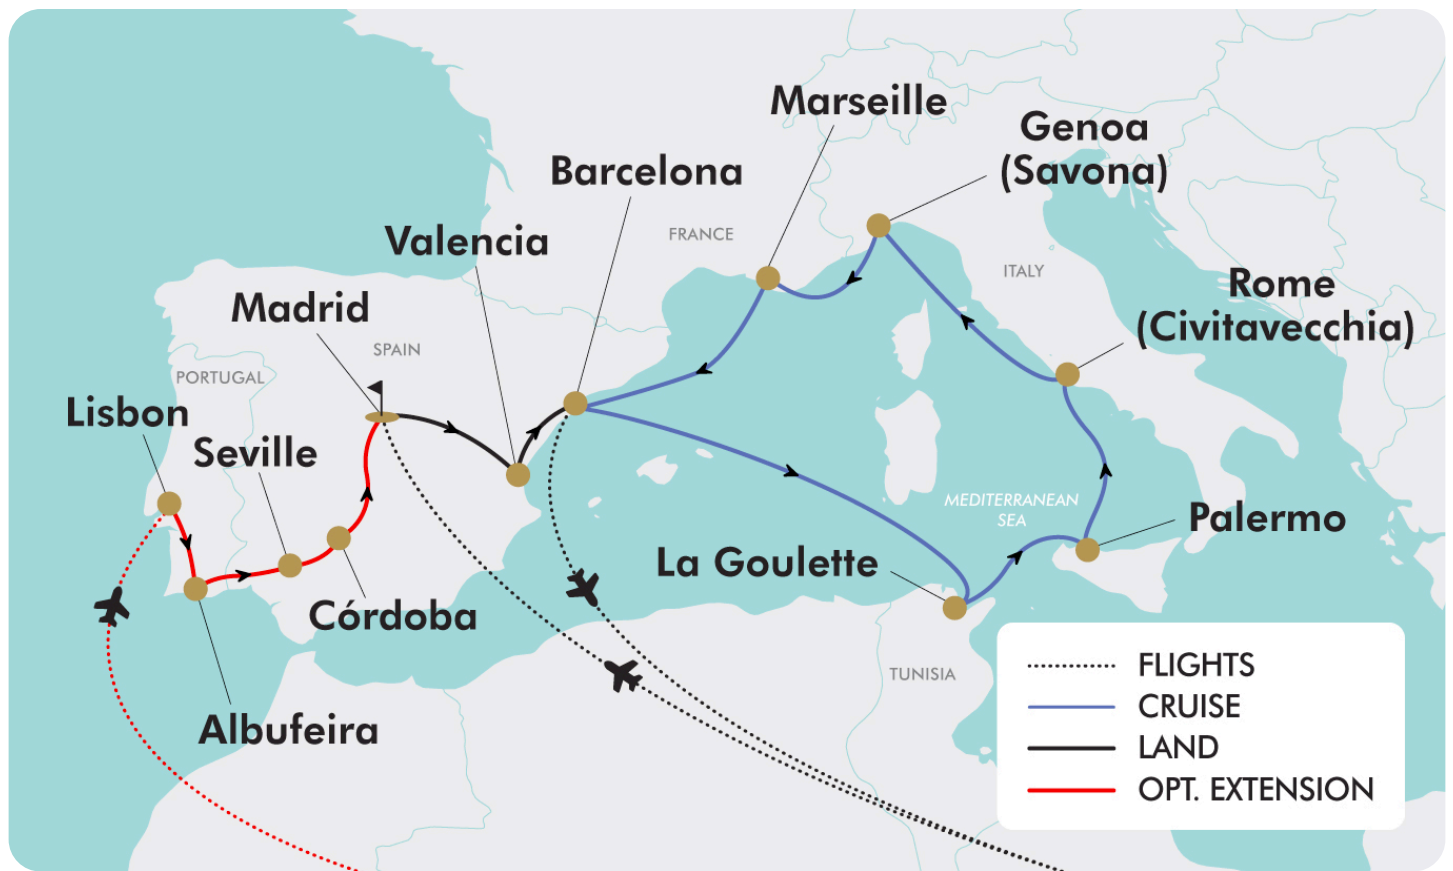 Marseille
Genoa
(Savona)
Barcelona
Valencia
FRANCE
ITALY
Rome
(Civitavecchia)
Madrid
SPAIN
PORTUGAL
Lisbon
Seville
MEDITERRANEAN
SEA
Palermo
La Goulette
Córdoba
TUNISIA
Albufeira
FLIGHTS
CRUISE
LAND
OPT. EXTENSION